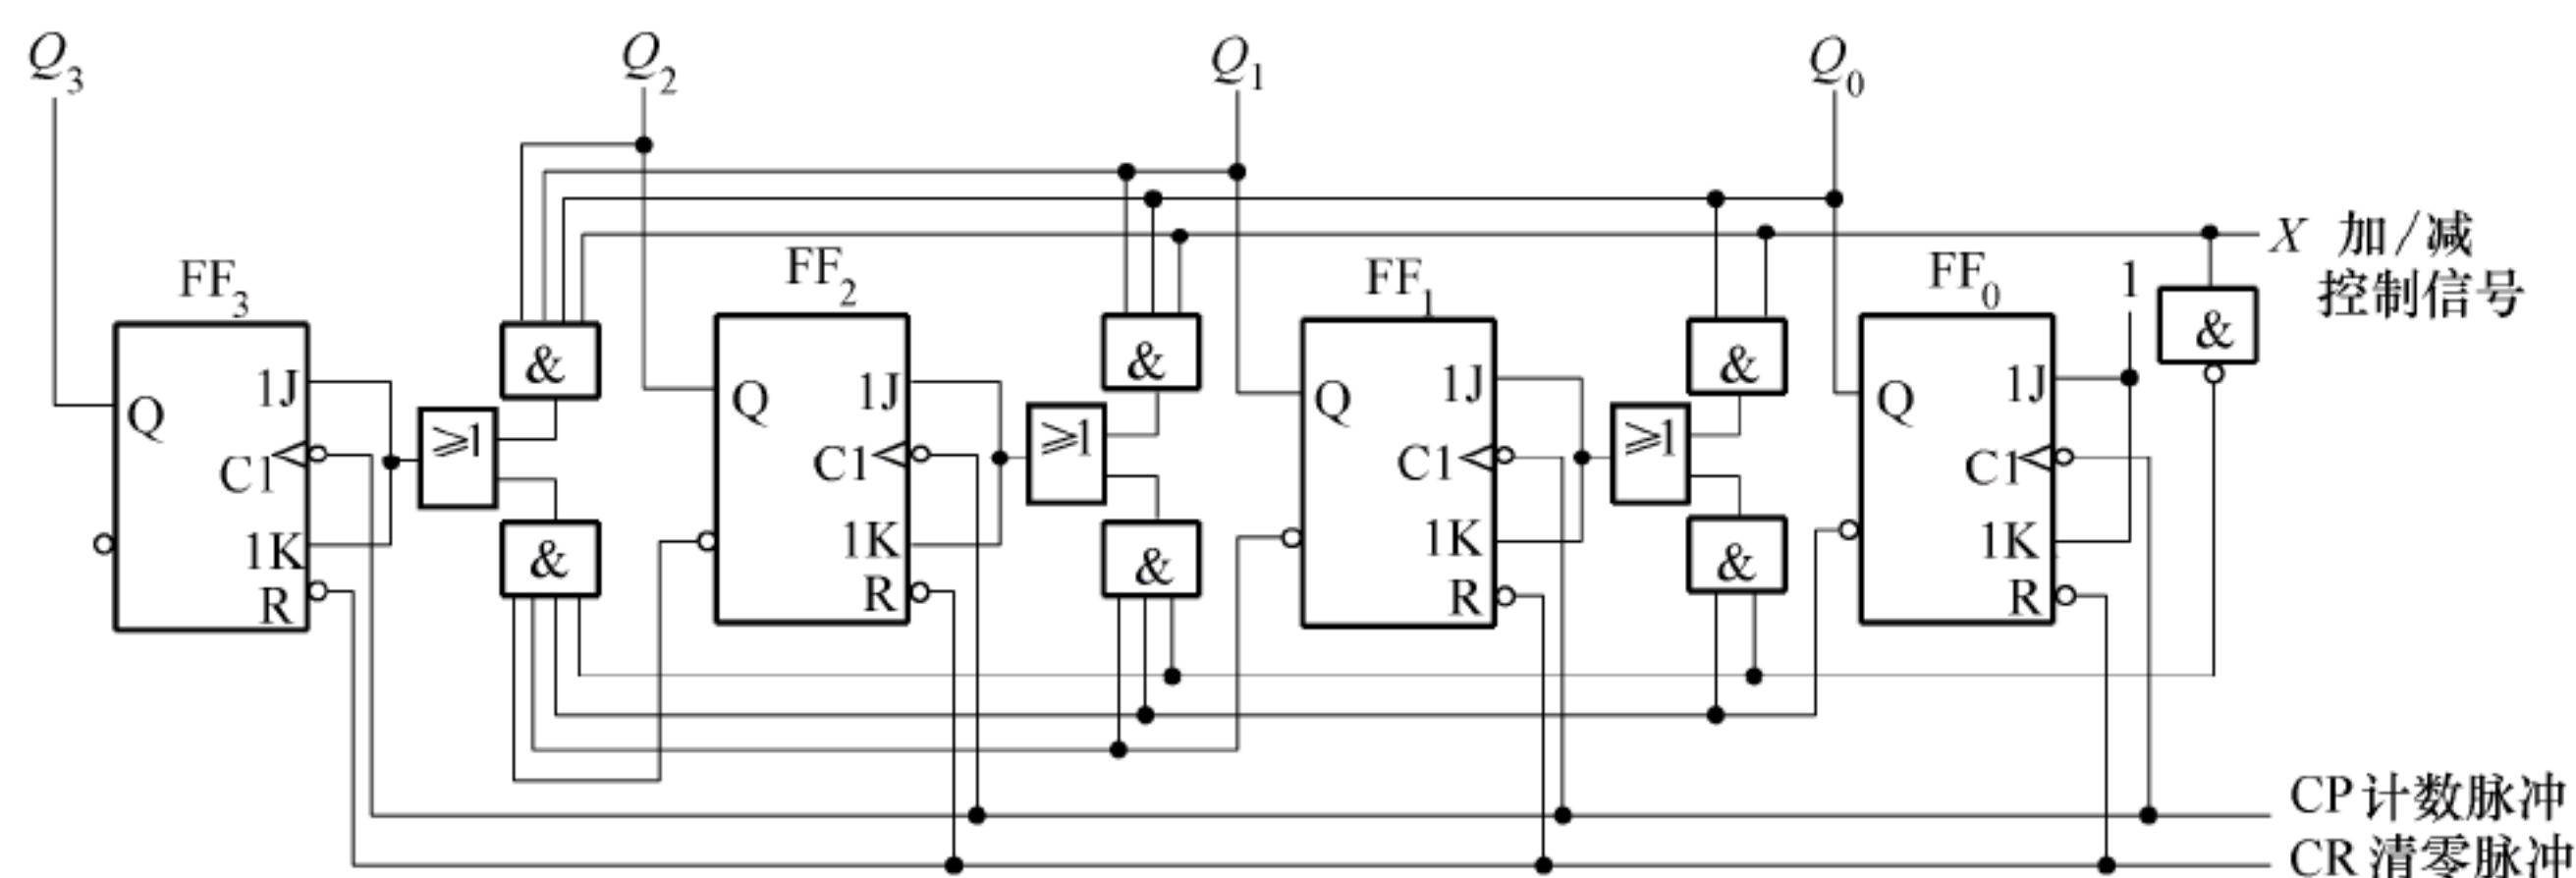 Q3 Q2 Q1 Q0
X 加/减
控制信号
FF3 FF2 FF1 FF0
1
& & & &
Q 1J Q 1J Q 1J Q 1J
≥1 ≥1 ≥1
C1 C1 C1 C1
1K 1K 1K 1K
& & &
R R R R
CP 计数脉冲
CR 清零脉冲